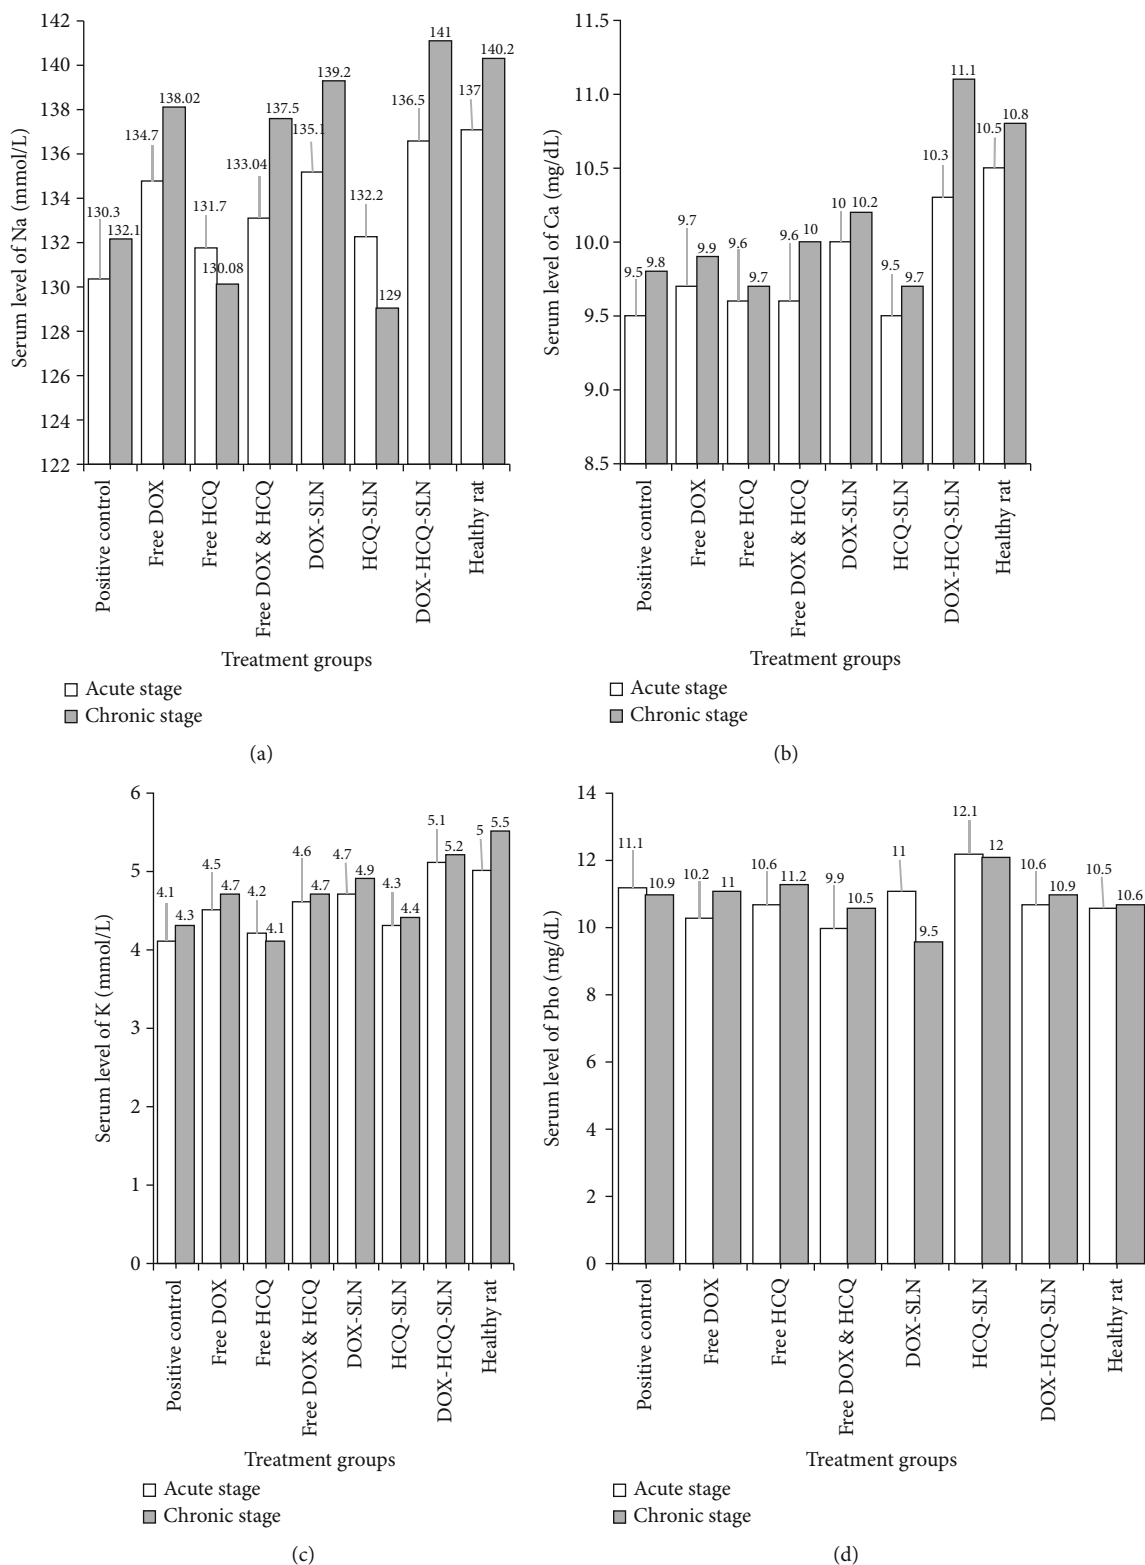 142
140
138
136
134
132
130
128
126
124
122
Serum level of Na (mmol/L)
130.3
132.1
134.7
138.02
131.7
130.08
133.04
137.5
135.1
139.2
132.2
129
136.5
141
137
140.2
Positive control
Free DOX
Free HCQ
Free DOX & HCQ
DOX-SLN
HCQ-SLN
DOX-HCQ-SLN
Healthy rat
Treatment groups
Acute stage
Chronic stage
(a)
11.5
11.0
10.5
10.0
9.5
9.0
8.5
Serum level of Ca (mg/dL)
9.5
9.8
9.7
9.9
9.6
9.7
9.6
10
10
10.2
9.5
9.7
10.3
11.1
10.5
10.8
Positive control
Free DOX
Free HCQ
Free DOX & HCQ
DOX-SLN
HCQ-SLN
DOX-HCQ-SLN
Healthy rat
Treatment groups
Acute stage
Chronic stage
(b)
6
5
4
3
2
1
0
Serum level of K (mmol/L)
4.1
4.3
4.5
4.7
4.2
4.1
4.6
4.7
4.7
4.9
4.3
4.4
5.1
5.2
5
5.5
Positive control
Free DOX
Free HCQ
Free DOX & HCQ
DOX-SLN
HCQ-SLN
DOX-HCQ-SLN
Healthy rat
Treatment groups
Acute stage
Chronic stage
(c)
14
12
10
8
6
4
2
0
Serum level of Pho (mg/dL)
11.1
10.9
10.2
11
10.6
11.2
9.9
10.5
11
9.5
12.1
12
10.6
10.9
10.5
10.6
Positive control
Free DOX
Free HCQ
Free DOX & HCQ
DOX-SLN
HCQ-SLN
DOX-HCQ-SLN
Healthy rat
Treatment groups
Acute stage
Chronic stage
(d)